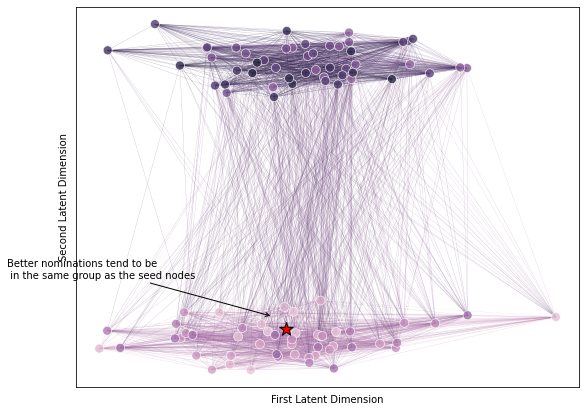 Second Latent Dimension
Better nominations tend to be
in the same group as the seed nodes
First Latent Dimension